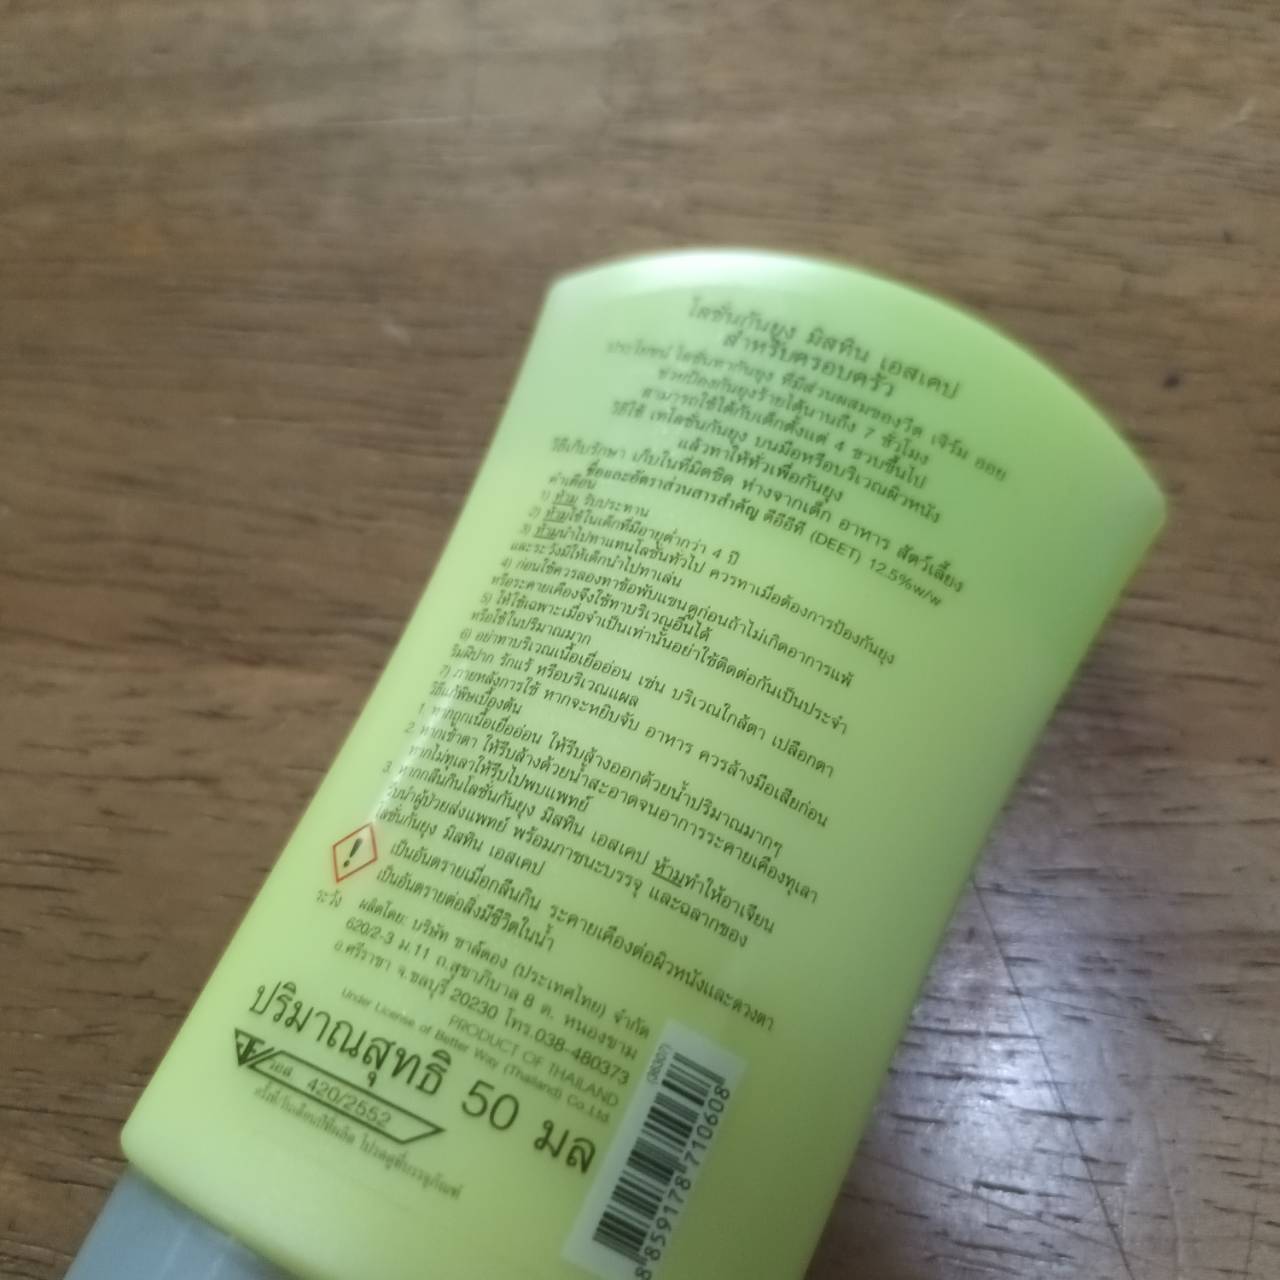 โลชั่นกันยุง มิสทิน เอสเคป
สำหรับครอบครัว
ประโยชน์ โลชั่นทากันยุง ที่มีส่วนผสมของวีต เจิร์ม ออย
ช่วยป้องกันยุงร้ายได้นานถึง 7 ชั่วโมง
สามารถใช้ได้กับเด็กตั้งแต่ 4 ขวบขึ้นไป
วิธีใช้ เทโลชั่นกันยุง บนมือหรือบริเวณผิวหนัง
แล้วทาให้ทั่วเพื่อกันยุง
วิธีเก็บรักษา เก็บในที่มิดชิด ห่างจากเด็ก อาหาร สัตว์เลี้ยง
ชื่อและอัตราส่วนสารสำคัญ ดีอีอีที (DEET) 12.5%w/w
คำเตือน
1) ห้าม รับประทาน
2) ห้ามใช้ในเด็กที่มีอายุต่ำกว่า 4 ปี
3) ห้ามนำไปทาแทนโลชั่นทั่วไป ควรทาเมื่อต้องการป้องกันยุง
และระวังมิให้เด็กนำไปทาเล่น
4) ก่อนใช้ควรลองทาข้อพับแขนดูก่อนถ้าไม่เกิดอาการแพ้
หรือระคายเคืองจึงใช้ทาบริเวณอื่นได้
5) ให้ใช้เฉพาะเมื่อจำเป็นเท่านั้นอย่าใช้ติดต่อกันเป็นประจำ
หรือใช้ในปริมาณมาก
6) อย่าทาบริเวณเนื้อเยื่ออ่อน เช่น บริเวณใกล้ตา เปลือกตา
ริมฝีปาก รักแร้ หรือบริเวณแผล
7) ภายหลังการใช้ หากจะหยิบจับ อาหาร ควรล้างมือเสียก่อน
วิธีแก้พิษเบื้องต้น
1. หากถูกเนื้อเยื่ออ่อน ให้รีบล้างออกด้วยน้ำปริมาณมากๆ
2. หากเข้าตา ให้รีบล้างด้วยน้ำสะอาดจนอาการระคายเคืองทุเลา
หากไม่ทุเลาให้รีบไปพบแพทย์
3. หากกลืนกินโลชั่นกันยุง มิสทิน เอสเคป ห้ามทำให้อาเจียน
รีบนำผู้ป่วยส่งแพทย์ พร้อมภาชนะบรรจุ และฉลากของ
โลชั่นกันยุง มิสทิน เอสเคป
เป็นอันตรายเมื่อกลืนกิน ระคายเคืองต่อผิวหนังและดวงตา
เป็นอันตรายต่อสิ่งมีชีวิตในน้ำ
ระวัง
ผลิตโดย: บริษัท ซาลัดอง (ประเทศไทย) จำกัด
620/2-3 ม.11 ถ.สุขาภิบาล 8 ต. หนองขาม
อ.ศรีราชา จ.ชลบุรี 20230 โทร.038-480373
PRODUCT OF THAILAND
Under License of Better Way (Thailand) Co.,Ltd.
ปริมาณสุทธิ 50 มล
วอส 420/2552
ครั้งที่/วันเดือนปีที่ผลิต โปรดดูที่บรรจุภัณฑ์
(08307)
8859178710608